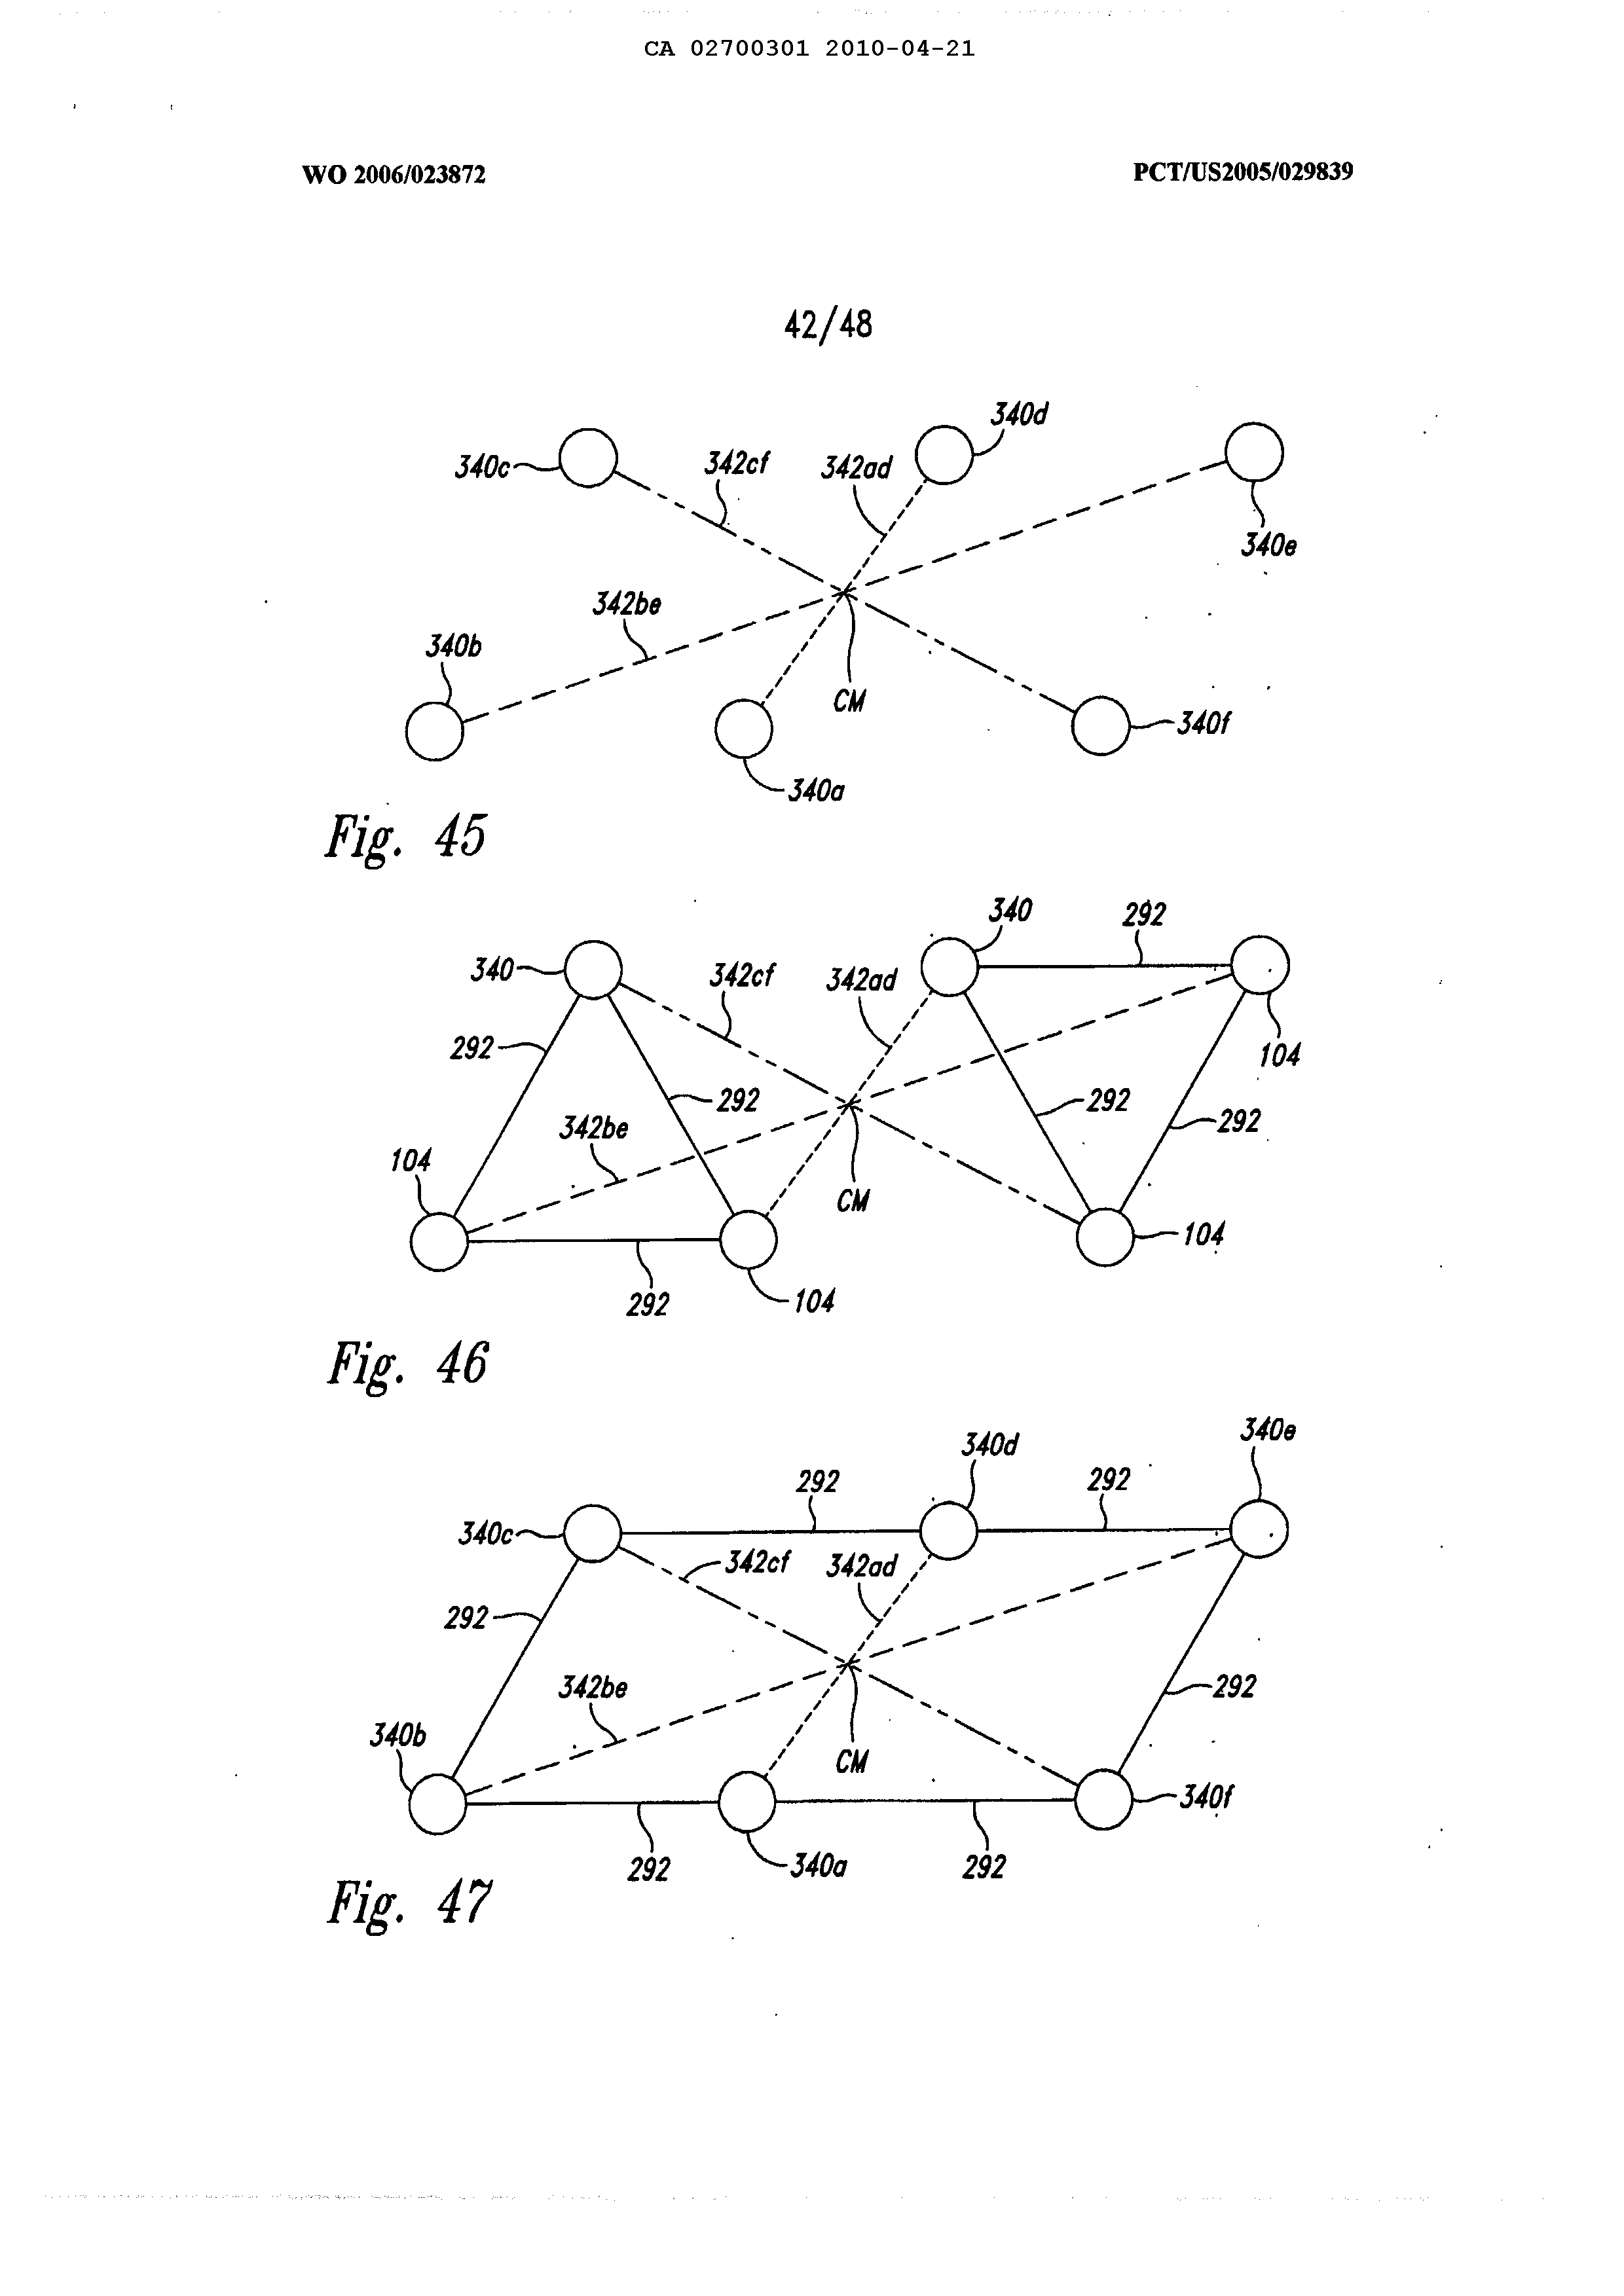 CA 02700301 2010-04-21
WO 2006/023872 PCT/US2005/029839
42/48
340d
340c 342cf 342ad
340e
342be
340b
CM
340f
340a
Fig. 45
340 292
340 342cf 342ad
292 104
292 292
342be 292
104
CM
104
292 104
Fig. 46
340e
340d
292 292
340c
342cf 342ad
292
342be 292
340b
CM
340f
292 340a 292
Fig. 47